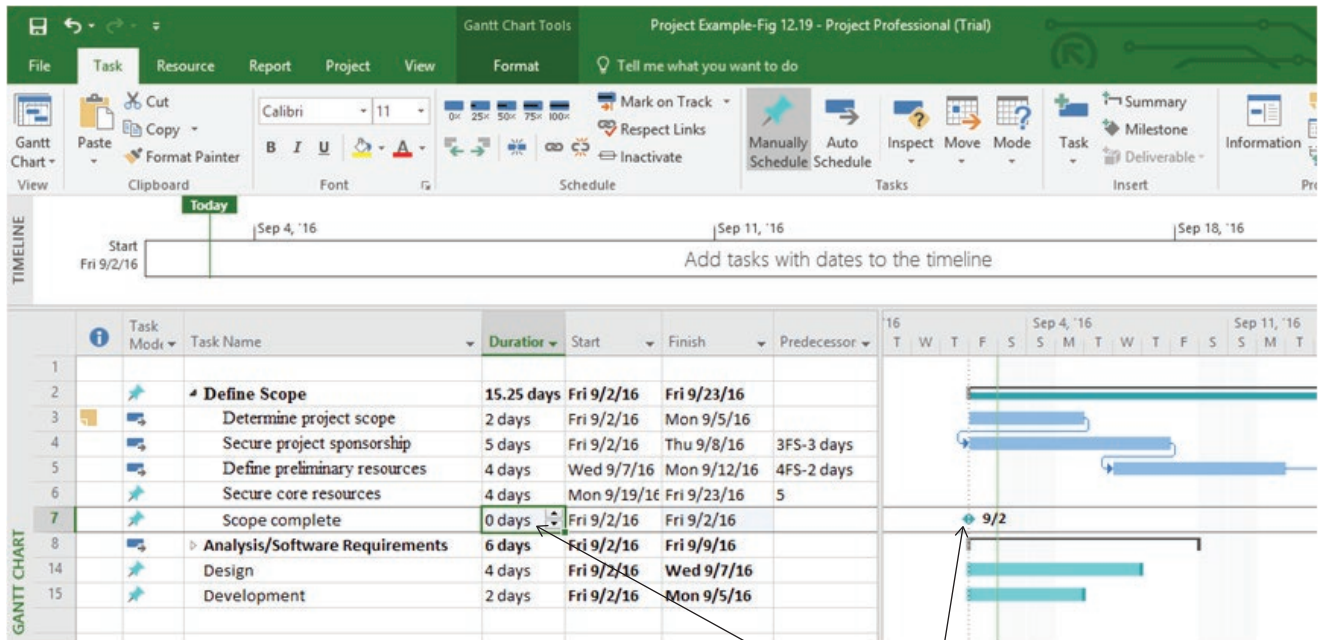 Gantt Chart Tools Project Example-Fig 12.19 - Project Professional (Trial)
File Task Resource Report Project View Format Tell me what you want to do
Gantt Chart
View
Paste
Cut
Copy
Format Painter
Clipboard
Calibri 11
B I U A
Font
0% 25% 50% 75% 100%
Mark on Track
Respect Links
Inactivate
Schedule
Manually Schedule
Auto Schedule
Inspect Move Mode
Tasks
Task
Summary
Milestone
Deliverable
Insert
Information
TIMELINE
Today
Sep 4, '16 Sep 11, '16 Sep 18, '16
Start
Fri 9/2/16
Add tasks with dates to the timeline
GANTT CHART
Task Mode Task Name Duration Start Finish Predecessor
'16 Sep 4, '16 Sep 11, '16
T W T F S S M T W T F S S M T
1
2 Define Scope 15.25 days Fri 9/2/16 Fri 9/23/16
3 Determine project scope 2 days Fri 9/2/16 Mon 9/5/16
4 Secure project sponsorship 5 days Fri 9/2/16 Thu 9/8/16 3FS-3 days
5 Define preliminary resources 4 days Wed 9/7/16 Mon 9/12/16 4FS-2 days
6 Secure core resources 4 days Mon 9/19/16 Fri 9/23/16 5
7 Scope complete 0 days Fri 9/2/16 Fri 9/2/16 9/2
8 Analysis/Software Requirements 6 days Fri 9/2/16 Fri 9/9/16
14 Design 4 days Fri 9/2/16 Wed 9/7/16
15 Development 2 days Fri 9/2/16 Mon 9/5/16